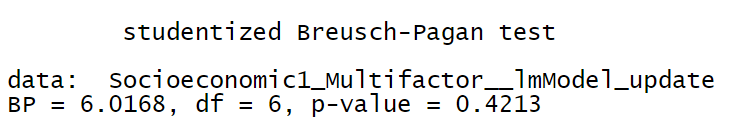 studentized Breusch-Pagan test
data:  Socioeconomic1_Multifactor__lmModel_update
BP = 6.0168, df = 6, p-value = 0.4213